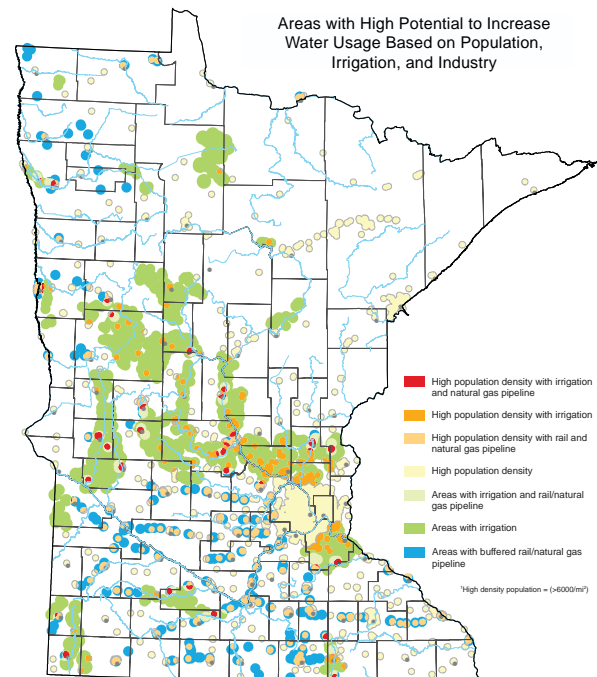 Areas with High Potential to Increase
Water Usage Based on Population,
Irrigation, and Industry
High population density with irrigation
and natural gas pipeline
High population density with irrigation
High population density with rail and
natural gas pipeline
High population density
Areas with irrigation and rail/natural
gas pipeline
Areas with irrigation
Areas with buffered rail/natural gas
pipeline
¹High density population = (>6000/mi²)